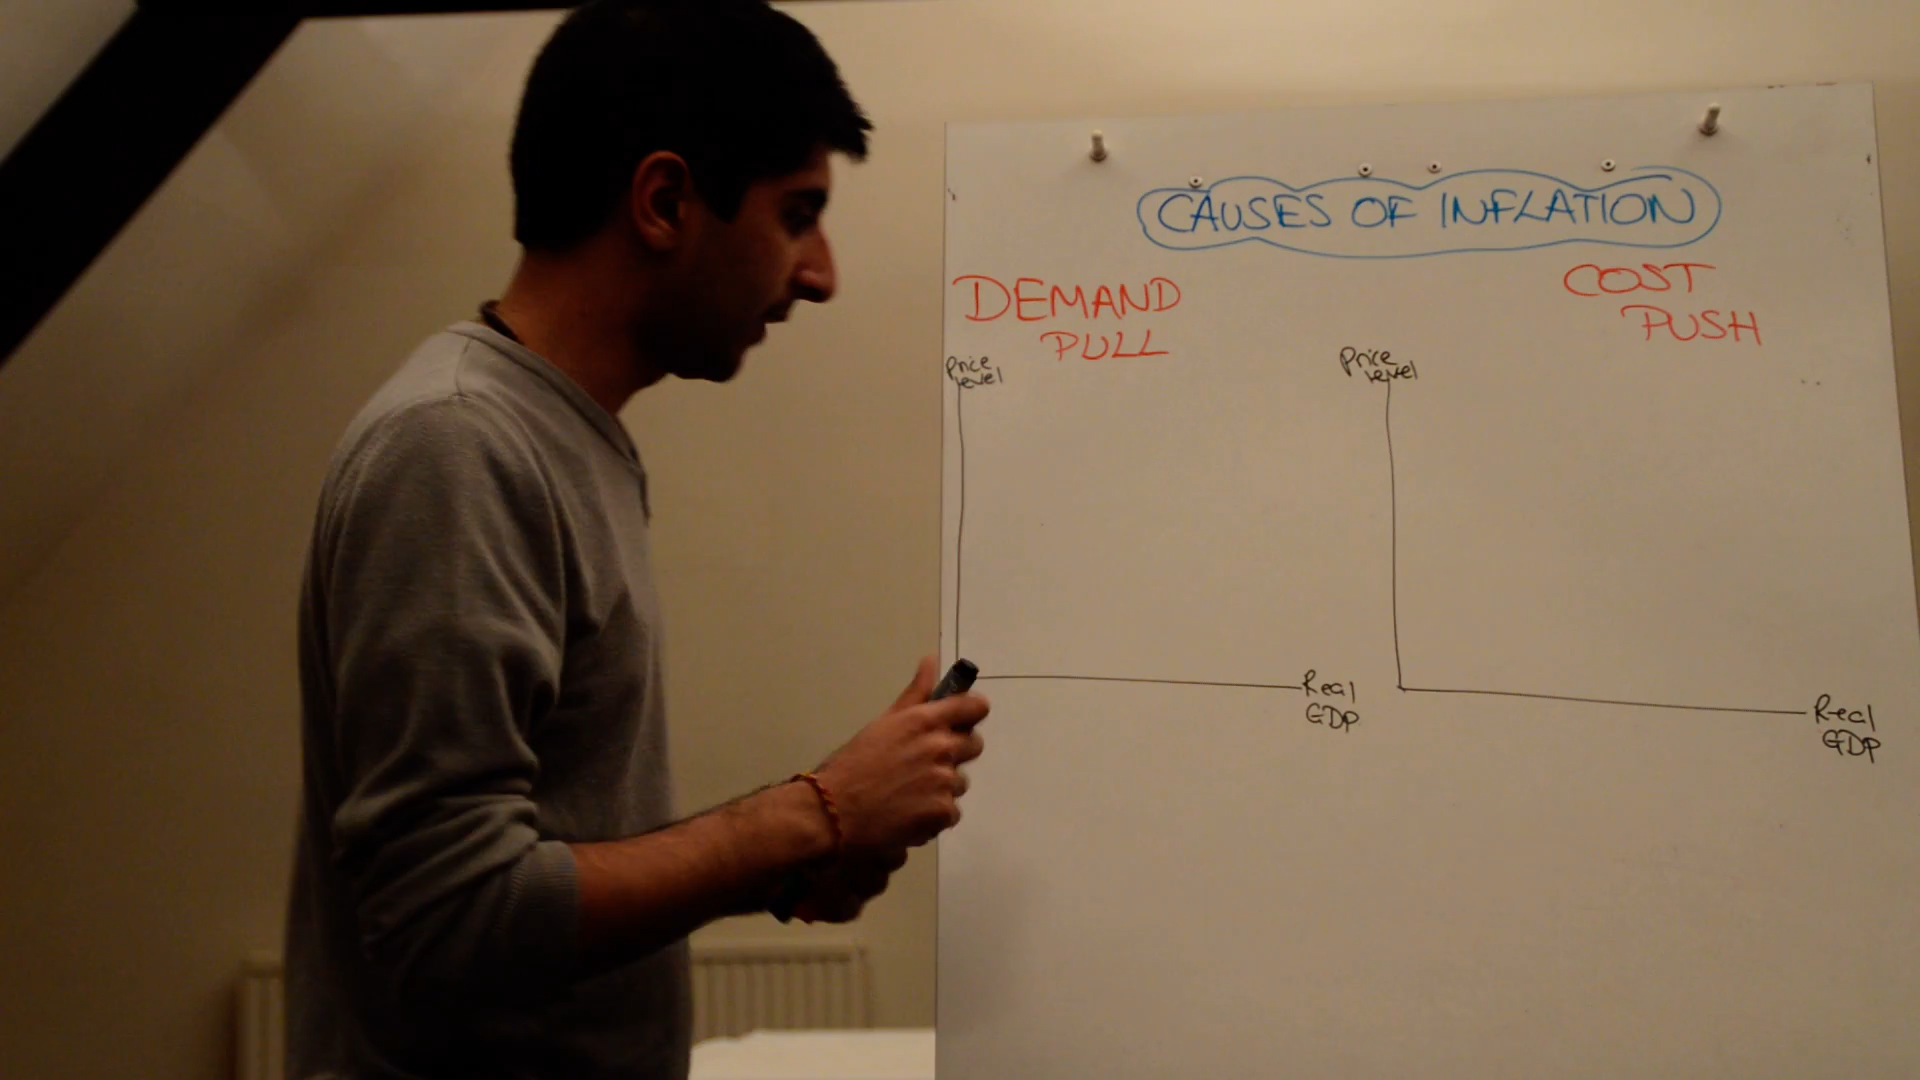 CAUSES OF INFLATION
DEMAND
PULL
COST
PUSH
Price
level
Real
GDP
Price
level
Real
GDP